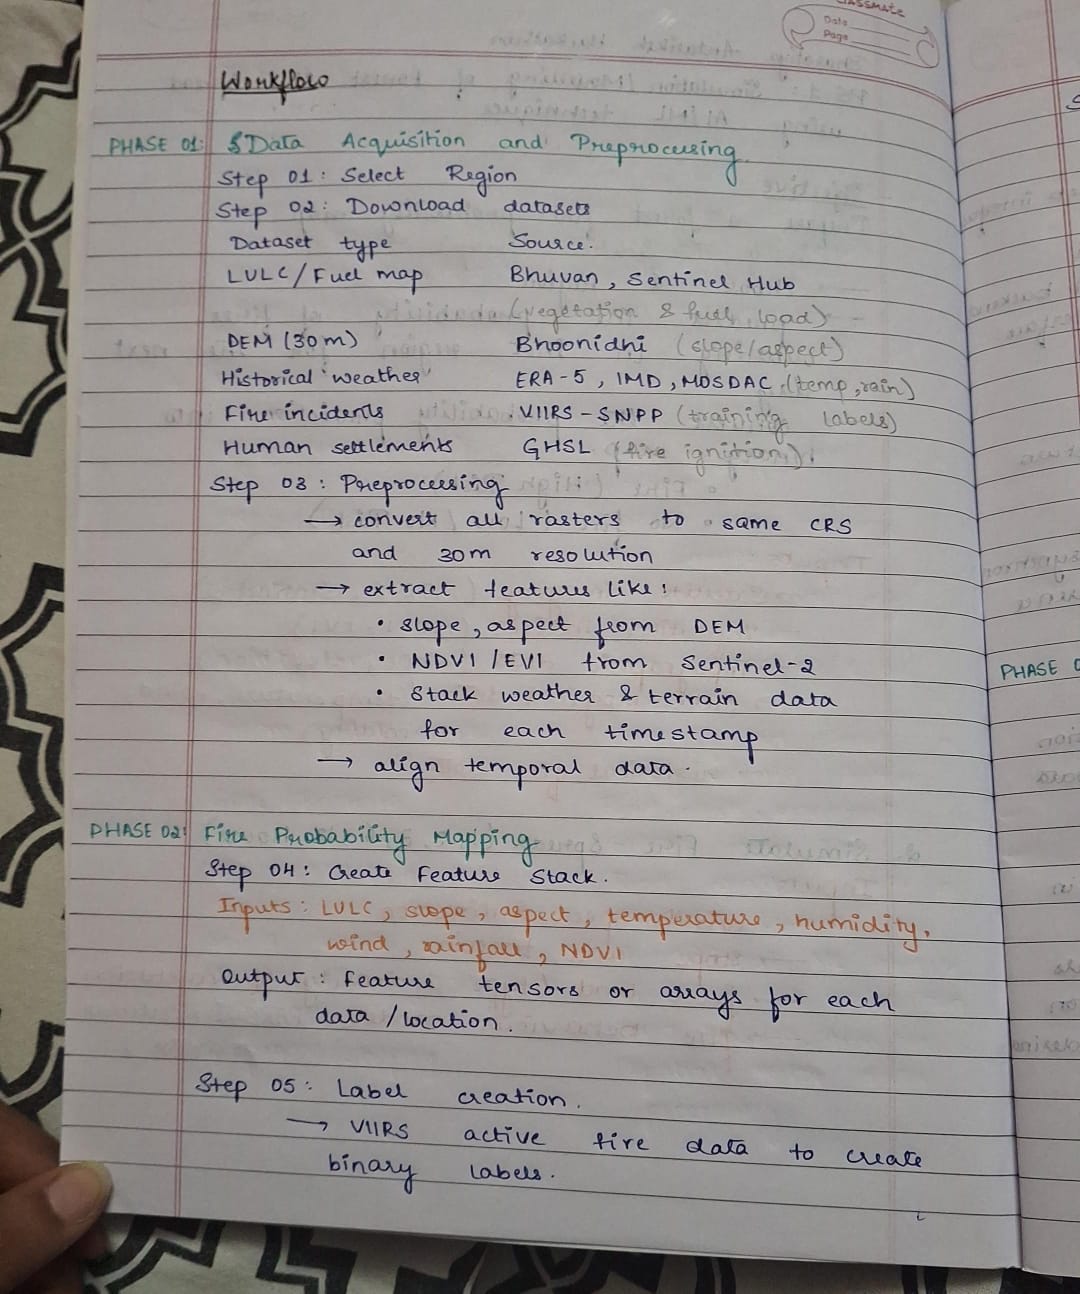 classmate
Date
Page
Workflow
PHASE 01: Data Acquisition and Preprocessing
Step 01: Select Region
Step 02: Download datasets
Dataset type Source:
LULC/Fuel map Bhuvan, Sentinel Hub
(vegetation & fuel load)
DEM (30m) Bhoonidhi (slope/aspect)
Historical weather ERA-5, IMD, MOSDAC (temp, rain)
Fire incidents VIIRS-SNPP (training labels)
Human settlements GHSL (fire ignition)
Step 03: Preprocessing
→ convert all rasters to same CRS
and 30m resolution
→ extract features like:
• slope, aspect from DEM
• NDVI/EVI from Sentinel-2
• Stack weather & terrain data
for each timestamp
→ align temporal data.
PHASE 02: Fire Probability Mapping
Step 04: Create Feature Stack.
Inputs: LULC, slope, aspect, temperature, humidity,
wind, rainfall, NDVI
Output: feature tensors or arrays for each
data/location.
Step 05: Label creation.
→ VIIRS active fire data to create
binary labels.
PHASE